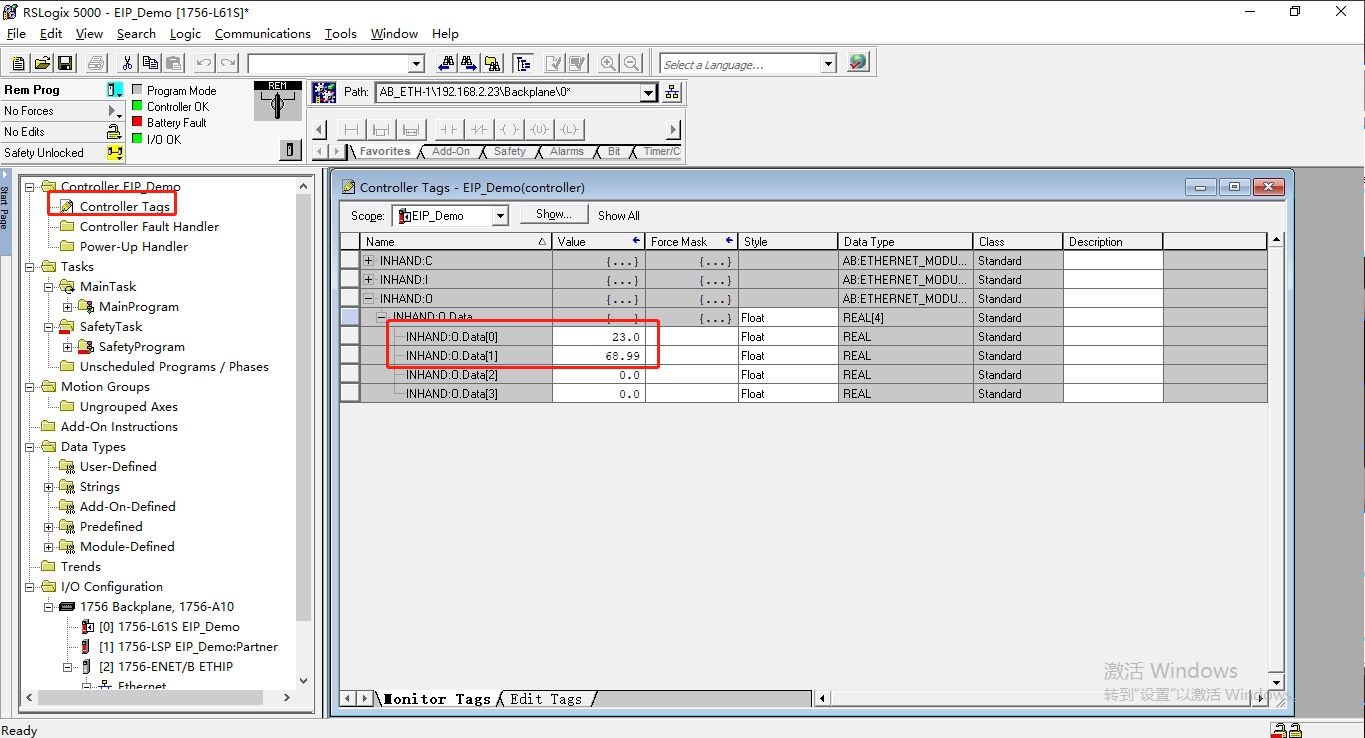 RSLogix 5000 - EIP_Demo [1756-L61S]*
File Edit View Search Logic Communications Tools Window Help
Select a Language...
Rem Prog
No Forces
No Edits
Safety Unlocked
Program Mode
Controller OK
Battery Fault
I/O OK
REM
Path: AB_ETH-1\192.168.2.23\Backplane\0*
Favorites Add-On Safety Alarms Bit Timer/C
Start Page
Controller EIP_Demo
Controller Tags
Controller Fault Handler
Power-Up Handler
Tasks
MainTask
MainProgram
SafetyTask
SafetyProgram
Unscheduled Programs / Phases
Motion Groups
Ungrouped Axes
Add-On Instructions
Data Types
User-Defined
Strings
Add-On-Defined
Predefined
Module-Defined
Trends
I/O Configuration
1756 Backplane, 1756-A10
[0] 1756-L61S EIP_Demo
[1] 1756-LSP EIP_Demo:Partner
[2] 1756-ENET/B ETHIP
Ethernet
Controller Tags - EIP_Demo(controller)
Scope: EIP_Demo Show... Show All
Name Value Force Mask Style Data Type Class Description
INHAND:C {...} {...} AB:ETHERNET_MODU... Standard
INHAND:I {...} {...} AB:ETHERNET_MODU... Standard
INHAND:O {...} {...} AB:ETHERNET_MODU... Standard
INHAND:O.Data {...} {...} Float REAL[4] Standard
INHAND:O.Data[0] 23.0 Float REAL Standard
INHAND:O.Data[1] 68.99 Float REAL Standard
INHAND:O.Data[2] 0.0 Float REAL Standard
INHAND:O.Data[3] 0.0 Float REAL Standard
Monitor Tags Edit Tags
激活 Windows
转到"设置"以激活 Windows。
Ready